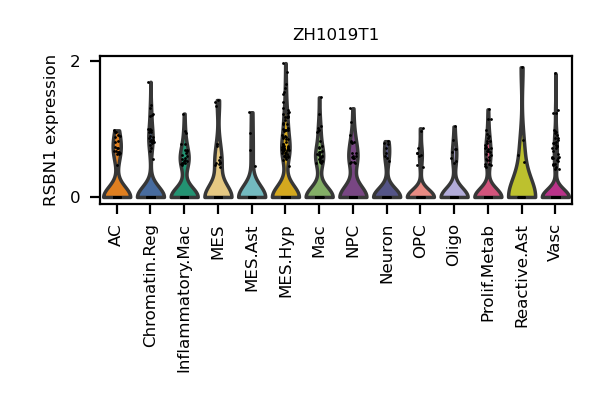 ZH1019T1
RSBN1 expression
2
0
AC
Chromatin.Reg
Inflammatory.Mac
MES
MES.Ast
MES.Hyp
Mac
NPC
Neuron
OPC
Oligo
Prolif.Metab
Reactive.Ast
Vasc